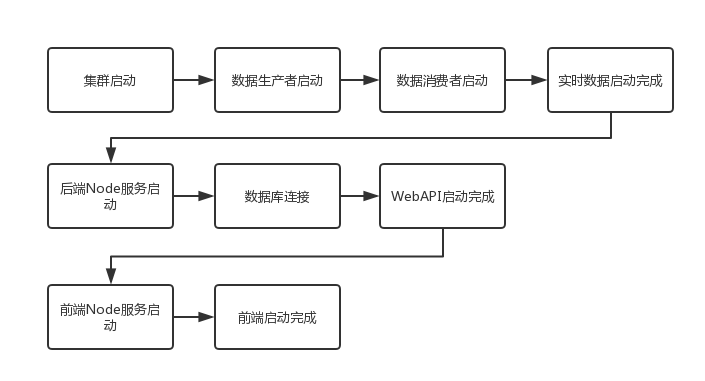 集群启动
数据生产者启动
数据消费者启动
实时数据启动完成
后端Node服务启
动
数据库连接
WebAPI启动完成
前端Node服务启
动
前端启动完成